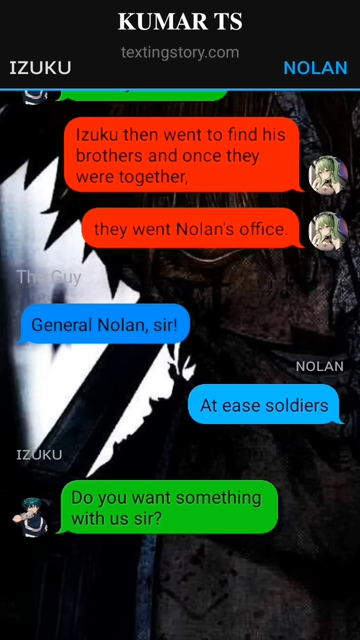 KUMAR TS
textingstory.com
IZUKU
NOLAN
Izuku then went to find his
brothers and once they
were together,
they went Nolan's office.
The Guy
General Nolan, sir!
NOLAN
At ease soldiers
IZUKU
Do you want something
with us sir?